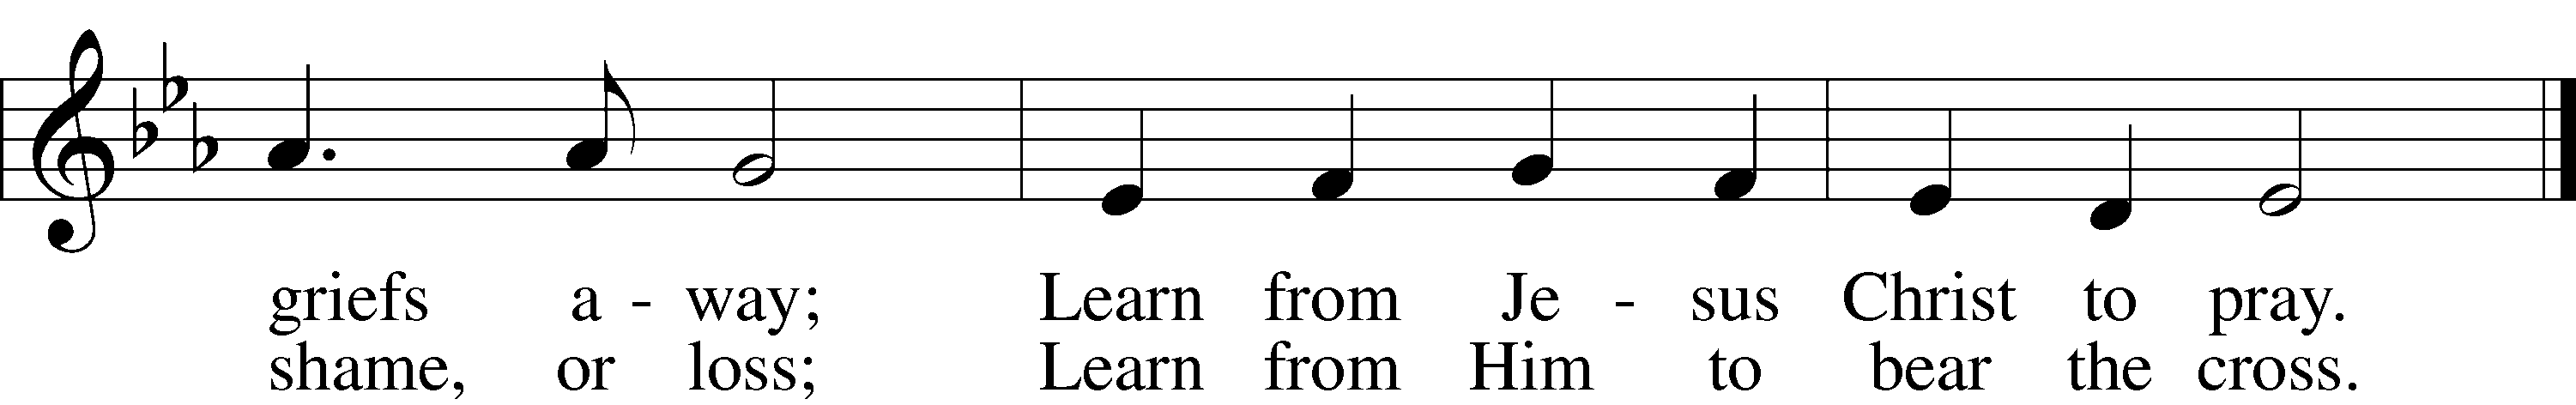 griefs a - way; Learn from Je - sus Christ to pray.
shame, or loss; Learn from Him to bear the cross.